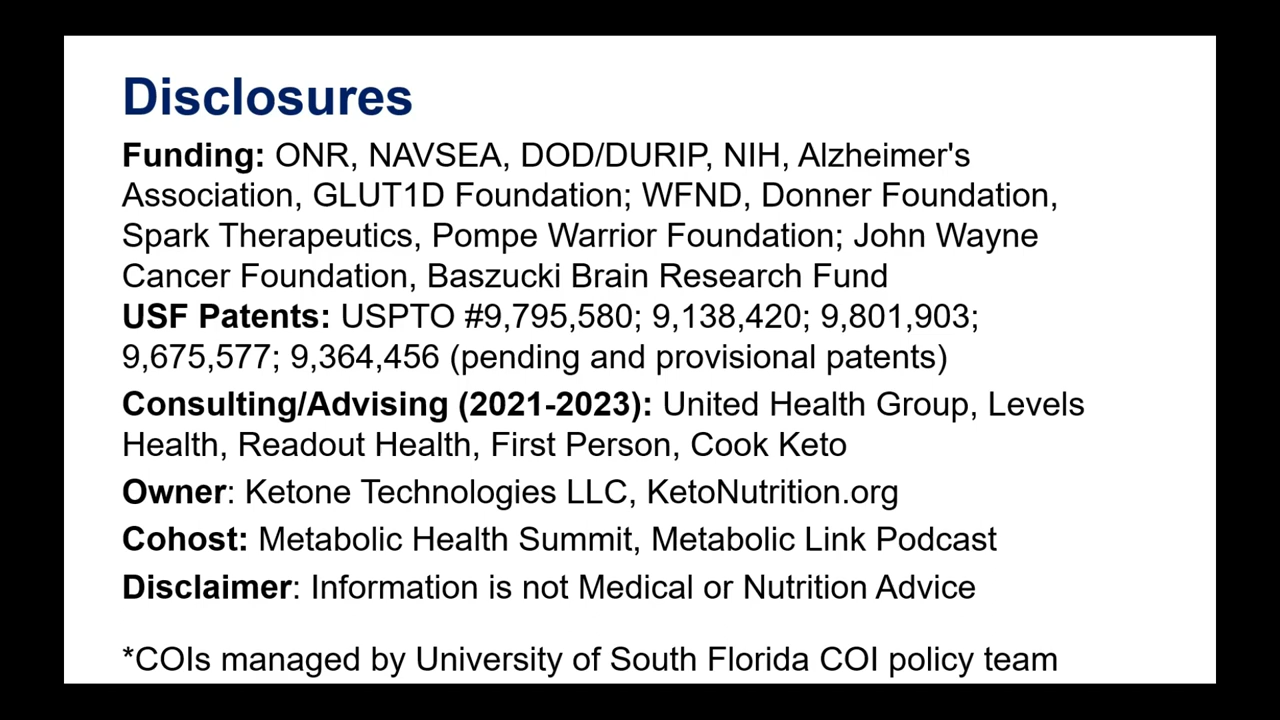 Disclosures
Funding: ONR, NAVSEA, DOD/DURIP, NIH, Alzheimer's
Association, GLUT1D Foundation; WFND, Donner Foundation,
Spark Therapeutics, Pompe Warrior Foundation; John Wayne
Cancer Foundation, Baszucki Brain Research Fund
USF Patents: USPTO #9,795,580; 9,138,420; 9,801,903;
9,675,577; 9,364,456 (pending and provisional patents)
Consulting/Advising (2021-2023): United Health Group, Levels
Health, Readout Health, First Person, Cook Keto
Owner: Ketone Technologies LLC, KetoNutrition.org
Cohost: Metabolic Health Summit, Metabolic Link Podcast
Disclaimer: Information is not Medical or Nutrition Advice
*COIs managed by University of South Florida COI policy team